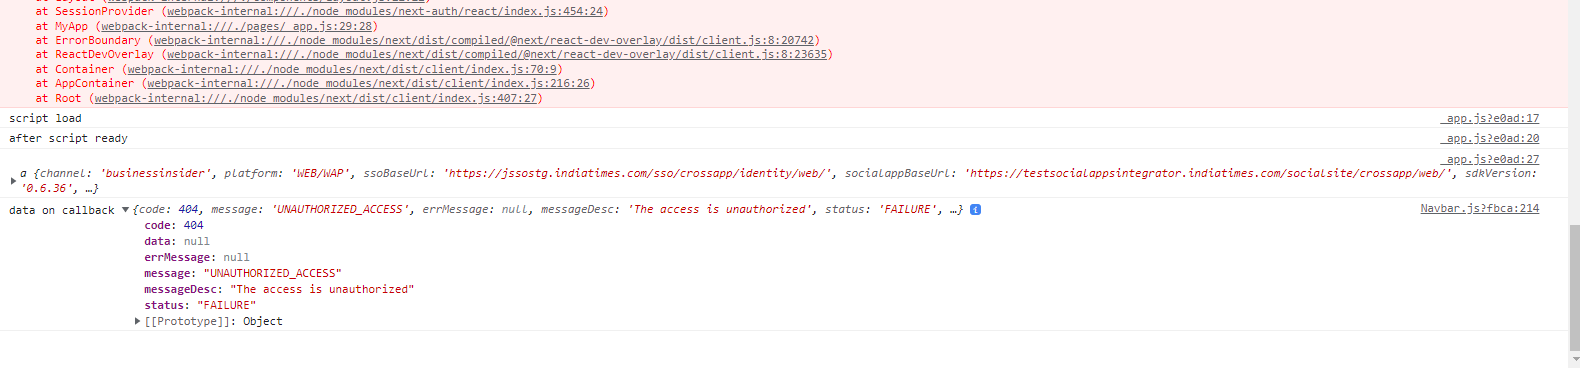 at SessionProvider (webpack-internal:///./node_modules/next-auth/react/index.js:454:24)
at MyApp (webpack-internal:///./pages/_app.js:29:28)
at ErrorBoundary (webpack-internal:///./node_modules/next/dist/compiled/@next/react-dev-overlay/dist/client.js:8:20742)
at ReactDevOverlay (webpack-internal:///./node_modules/next/dist/compiled/@next/react-dev-overlay/dist/client.js:8:23635)
at Container (webpack-internal:///./node_modules/next/dist/client/index.js:70:9)
at AppContainer (webpack-internal:///./node_modules/next/dist/client/index.js:216:26)
at Root (webpack-internal:///./node_modules/next/dist/client/index.js:407:27)
script load _app.js?e0ad:17
after script ready _app.js?e0ad:20
_app.js?e0ad:27
a {channel: 'businessinsider', platform: 'WEB/WAP', ssoBaseUrl: 'https://jssostg.indiatimes.com/sso/crossapp/identity/web/', socialappBaseUrl: 'https://testsocialappsintegrator.indiatimes.com/socialsite/crossapp/web/', sdkVersion:
'0.6.36', …}
data on callback {code: 404, message: 'UNAUTHORIZED_ACCESS', errMessage: null, messageDesc: 'The access is unauthorized', status: 'FAILURE', …} i Navbar.js?fbca:214
code: 404
data: null
errMessage: null
message: "UNAUTHORIZED_ACCESS"
messageDesc: "The access is unauthorized"
status: "FAILURE"
[[Prototype]]: Object